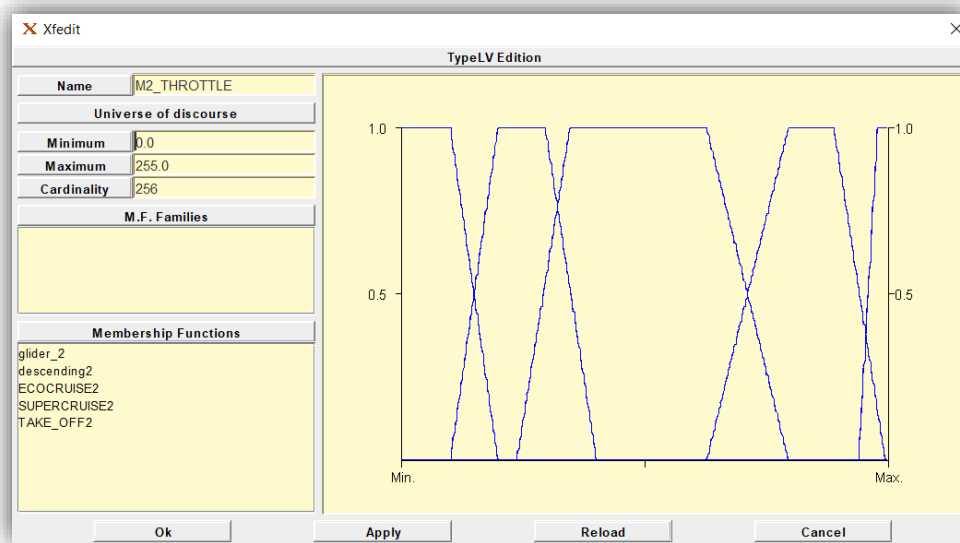 Xfedit
TypeLV Edition
Name M2_THROTTLE
Universe of discourse
Minimum 0.0
Maximum 255.0
Cardinality 256
M.F. Families
Membership Functions
glider_2
descending2
ECOCRUISE2
SUPERCRUISE2
TAKE_OFF2
1.0 1.0
0.5 0.5
Min. Max.
Ok Apply Reload Cancel